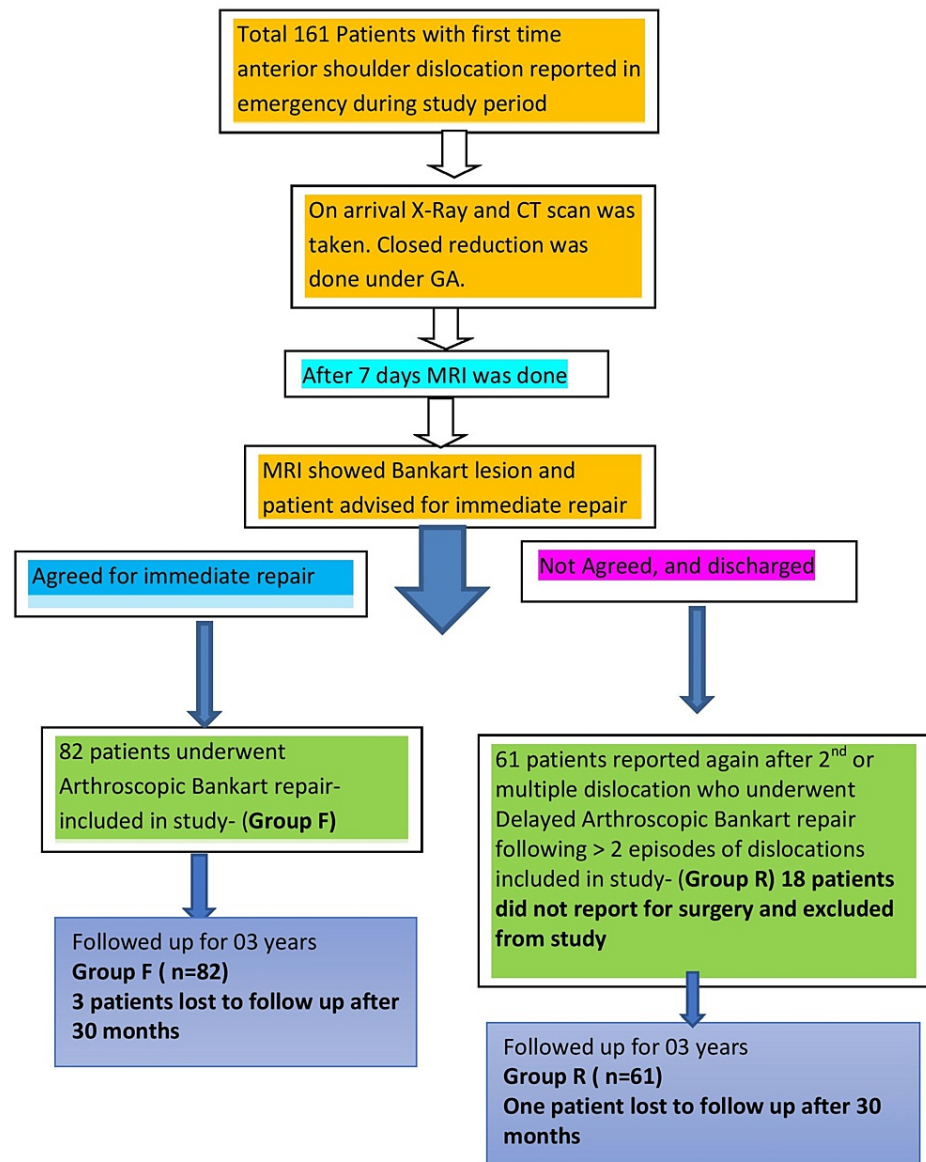 Total 161 Patients with first time
anterior shoulder dislocation reported in
emergency during study period
On arrival X-Ray and CT scan was
taken. Closed reduction was
done under GA.
After 7 days MRI was done
MRI showed Bankart lesion and
patient advised for immediate repair
Agreed for immediate repair
Not Agreed, and discharged
82 patients underwent
Arthroscopic Bankart repair-
included in study- (Group F)
61 patients reported again after 2nd or
multiple dislocation who underwent
Delayed Arthroscopic Bankart repair
following > 2 episodes of dislocations
included in study- (Group R) 18 patients
did not report for surgery and excluded
from study
Followed up for 03 years
Group F ( n=82)
3 patients lost to follow up after
30 months
Followed up for 03 years
Group R ( n=61)
One patient lost to follow up after 30
months